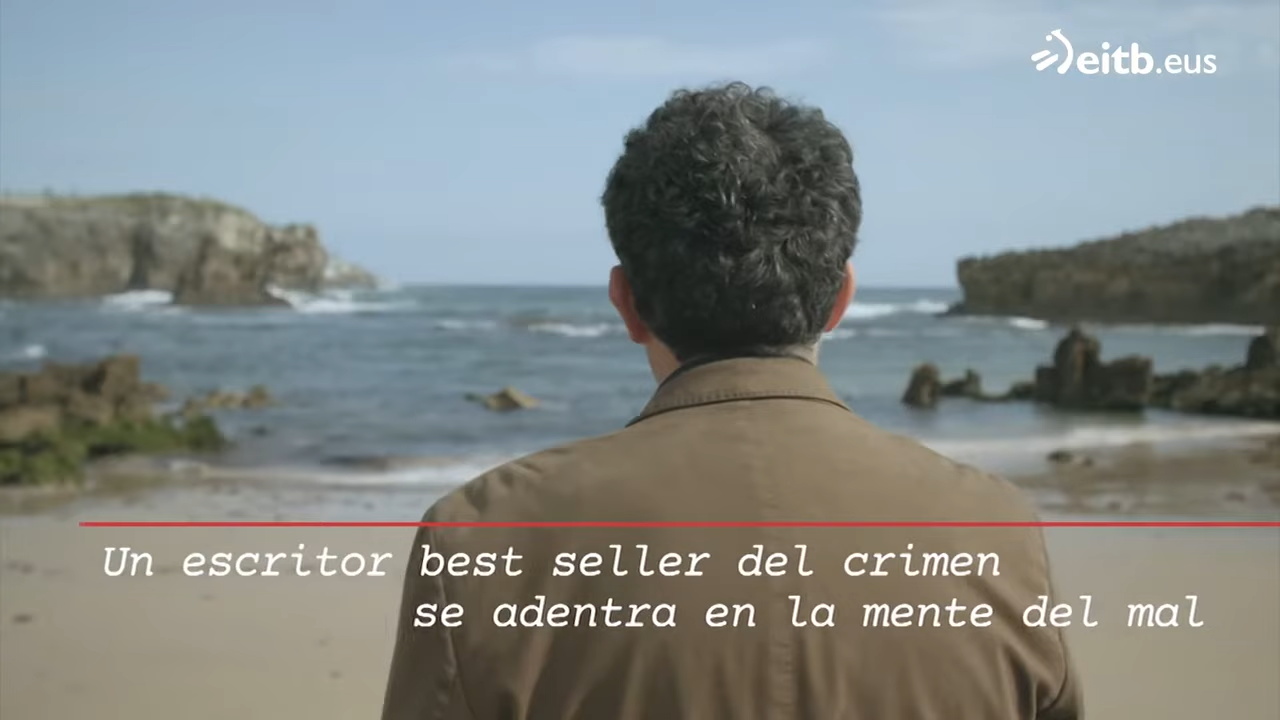 eitb.eus
Un escritor best seller del crimen
se adentra en la mente del mal